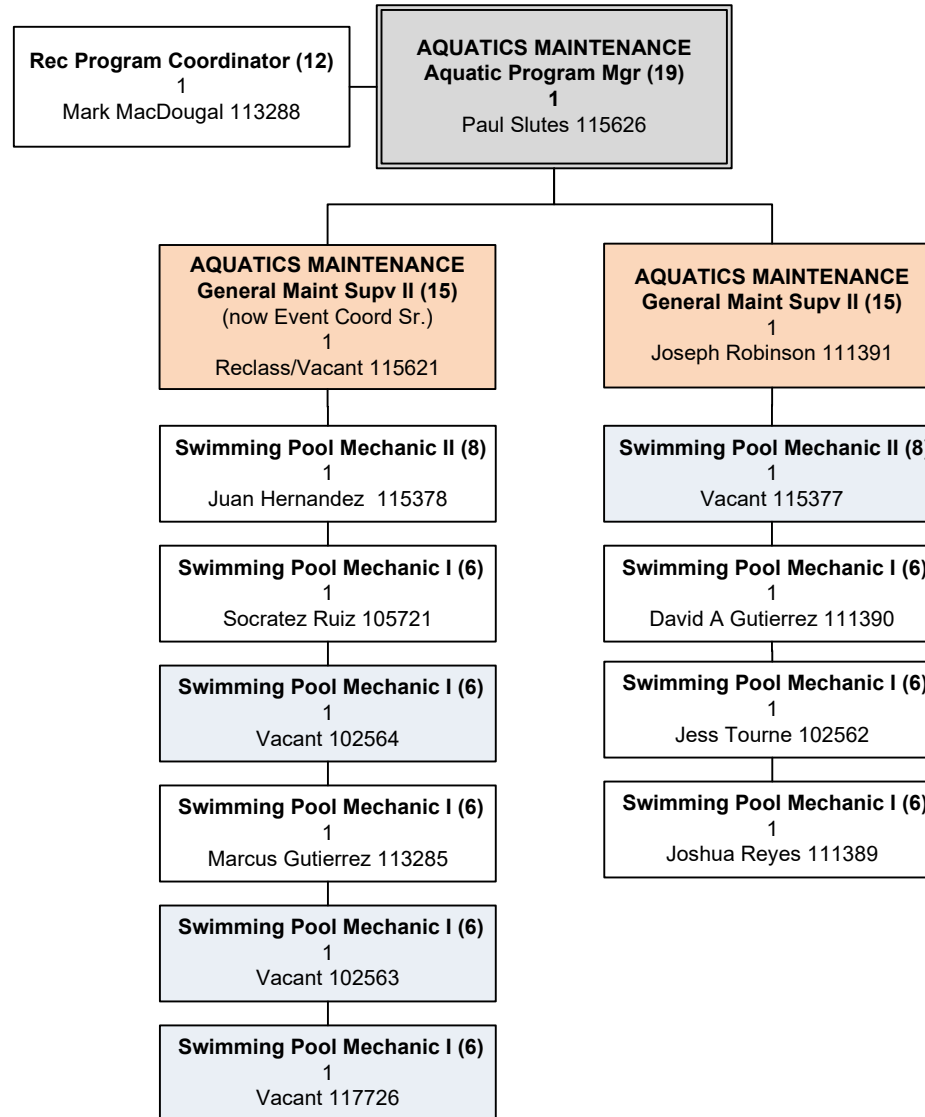 Rec Program Coordinator (12)
1
Mark MacDougal 113288
AQUATICS MAINTENANCE
Aquatic Program Mgr (19)
1
Paul Slutes 115626
AQUATICS MAINTENANCE
General Maint Supv II (15)
(now Event Coord Sr.)
1
Reclass/Vacant 115621
Swimming Pool Mechanic II (8)
1
Juan Hernandez  115378
Swimming Pool Mechanic I (6)
1
Socratez Ruiz 105721
Swimming Pool Mechanic I (6)
1
Vacant 102564
Swimming Pool Mechanic I (6)
1
Marcus Gutierrez 113285
Swimming Pool Mechanic I (6)
1
Vacant 102563
Swimming Pool Mechanic I (6)
1
Vacant 117726
AQUATICS MAINTENANCE
General Maint Supv II (15)
1
Joseph Robinson 111391
Swimming Pool Mechanic II (8)
1
Vacant 115377
Swimming Pool Mechanic I (6)
1
David A Gutierrez 111390
Swimming Pool Mechanic I (6)
1
Jess Tourne 102562
Swimming Pool Mechanic I (6)
1
Joshua Reyes 111389